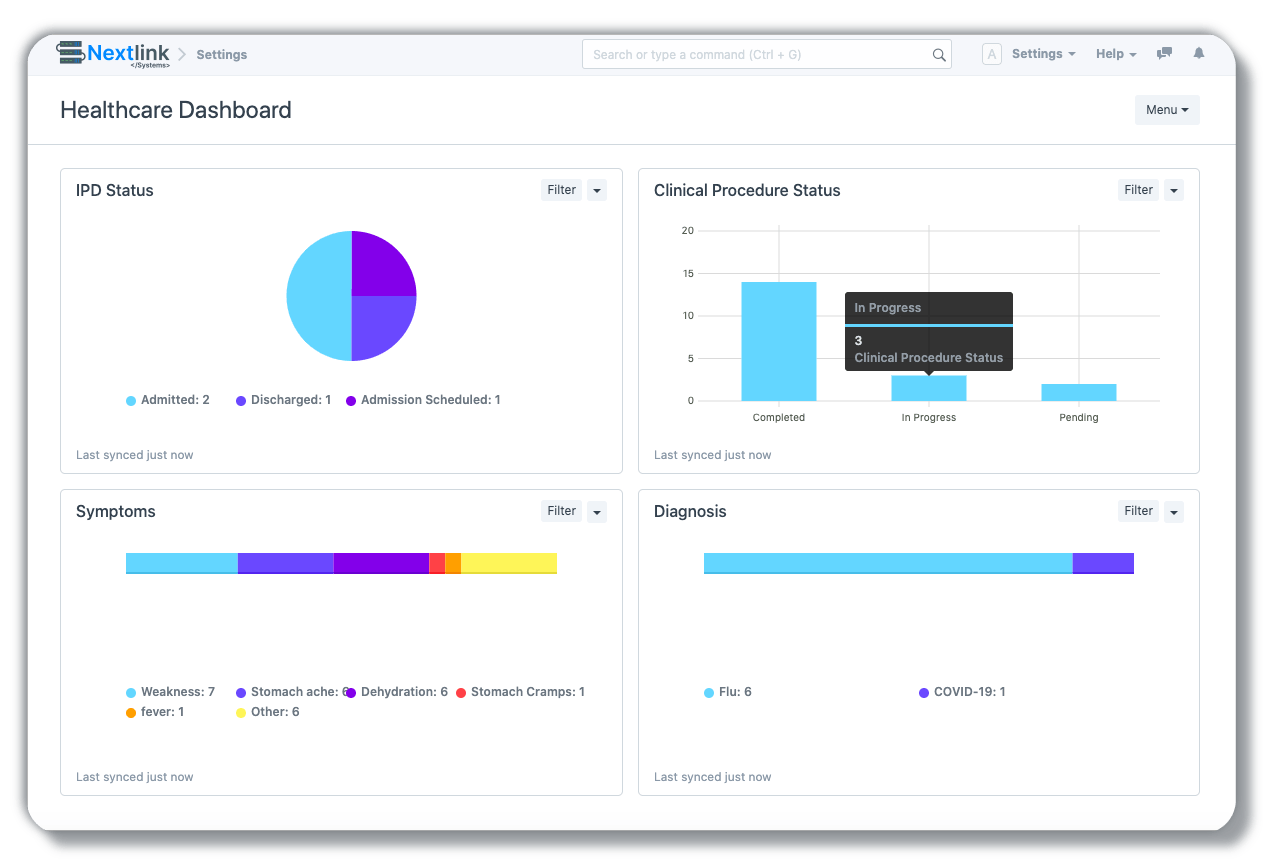 Nextlink
</Systems>
Settings
Search or type a command (Ctrl + G)
A
Settings
Help
Healthcare Dashboard
Menu
IPD Status
Filter
Admitted: 2
Discharged: 1
Admission Scheduled: 1
Last synced just now
Clinical Procedure Status
Filter
20
15
10
5
0
In Progress
3
Clinical Procedure Status
Completed
In Progress
Pending
Last synced just now
Symptoms
Filter
Weakness: 7
Stomach ache: 6
Dehydration: 6
Stomach Cramps: 1
fever: 1
Other: 6
Last synced just now
Diagnosis
Filter
Flu: 6
COVID-19: 1
Last synced just now